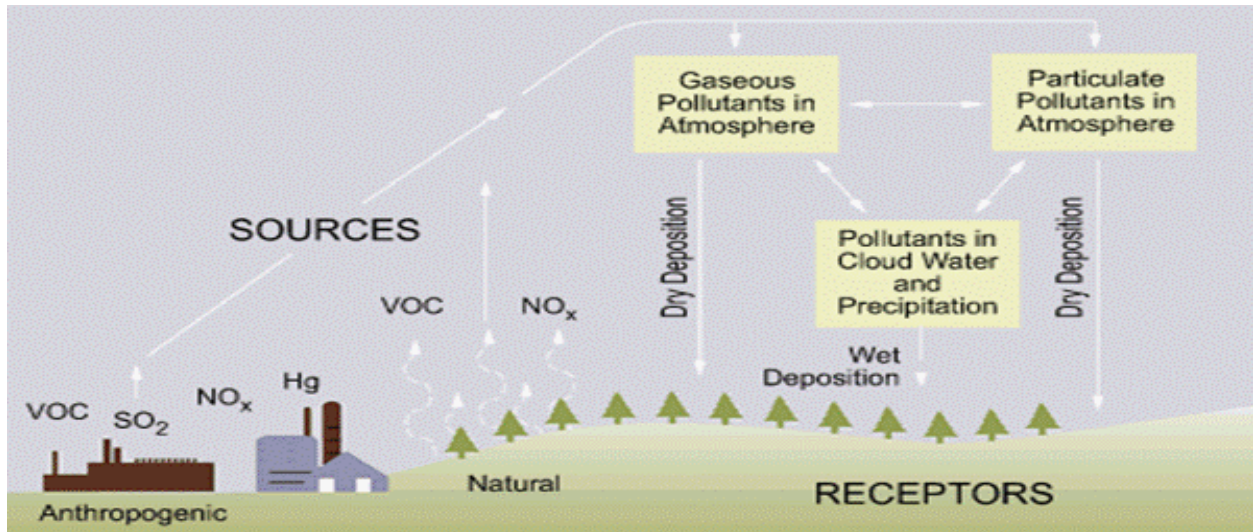 Gaseous
Pollutants in
Atmosphere
Particulate
Pollutants in
Atmosphere
SOURCES
Dry Deposition
Pollutants in
Cloud Water
and
Precipitation
Dry Deposition
VOC
NOx
Wet
Deposition
VOC
SO2
NOx
Hg
Natural
RECEPTORS
Anthropogenic